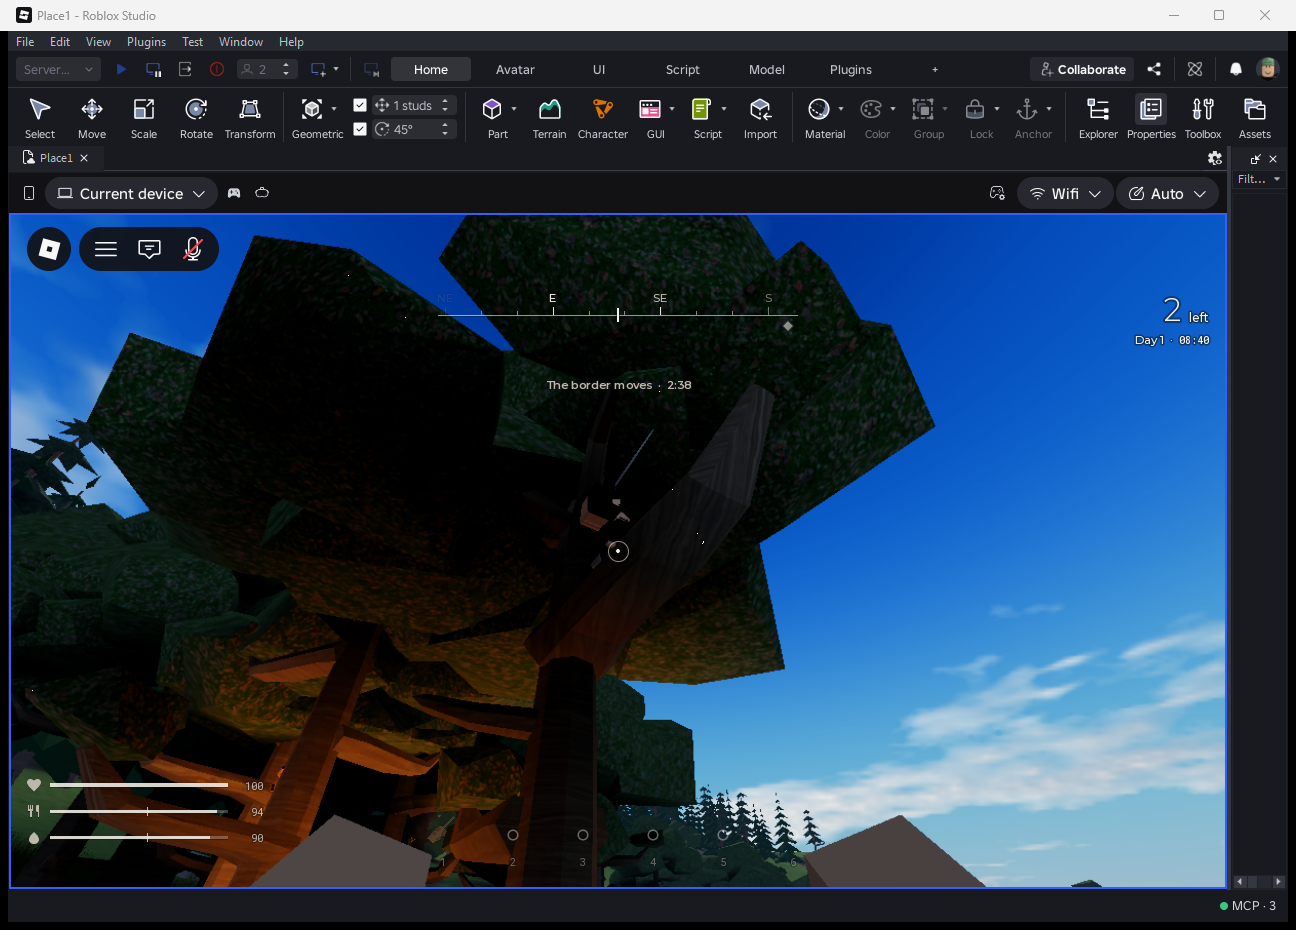 Place1 - Roblox Studio
File Edit View Plugins Test Window Help
Server... 2 Home Avatar UI Script Model Plugins + Collaborate
1 studs
45°
Select Move Scale Rotate Transform Geometric Part Terrain Character GUI Script Import Material Color Group Lock Anchor Explorer Properties Toolbox Assets
Place1
Filt...
Current device Wifi Auto
NE E SE S
2 left
Day 1 · 08:40
The border moves · 2:38
100
94
90
1 2 3 4 5 6
MCP · 3